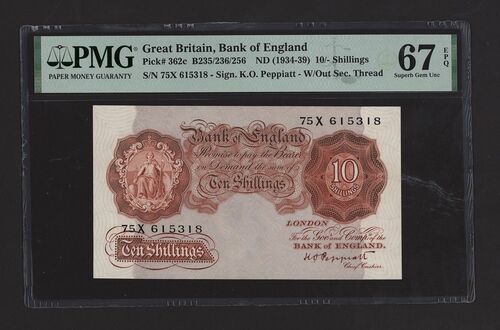 PMG
PAPER MONEY GUARANTY
Great Britain, Bank of England
Pick# 362c B235/236/256 ND (1934-39) 10/- Shillings
S/N 75X 615318 - Sign. K.O. Peppiatt - W/Out Sec. Thread
67 EPQ
Superb Gem Unc
75X 615318
Bank of England
Promise to pay the Bearer
on Demand the sum of
Ten Shillings
10
Shillings
75X 615318
Ten Shillings
LONDON
For the Gov. and Comp. of the
BANK OF ENGLAND.
K O Peppiatt
Chief Cashier.